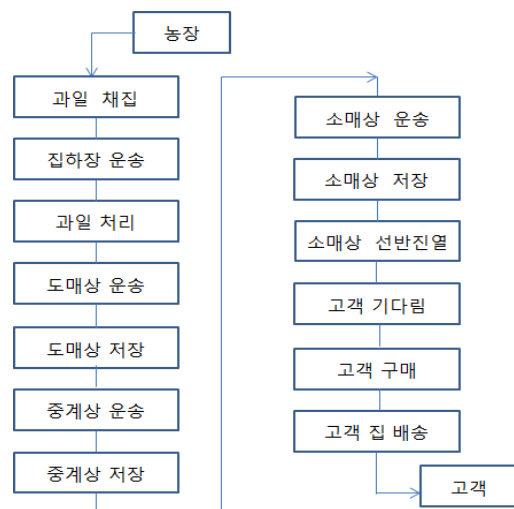 농장
과일 채집
집하장 운송
과일 처리
도매상 운송
도매상 저장
중계상 운송
중계상 저장
소매상 운송
소매상 저장
소매상 선반진열
고객 기다림
고객 구매
고객 집 배송
고객